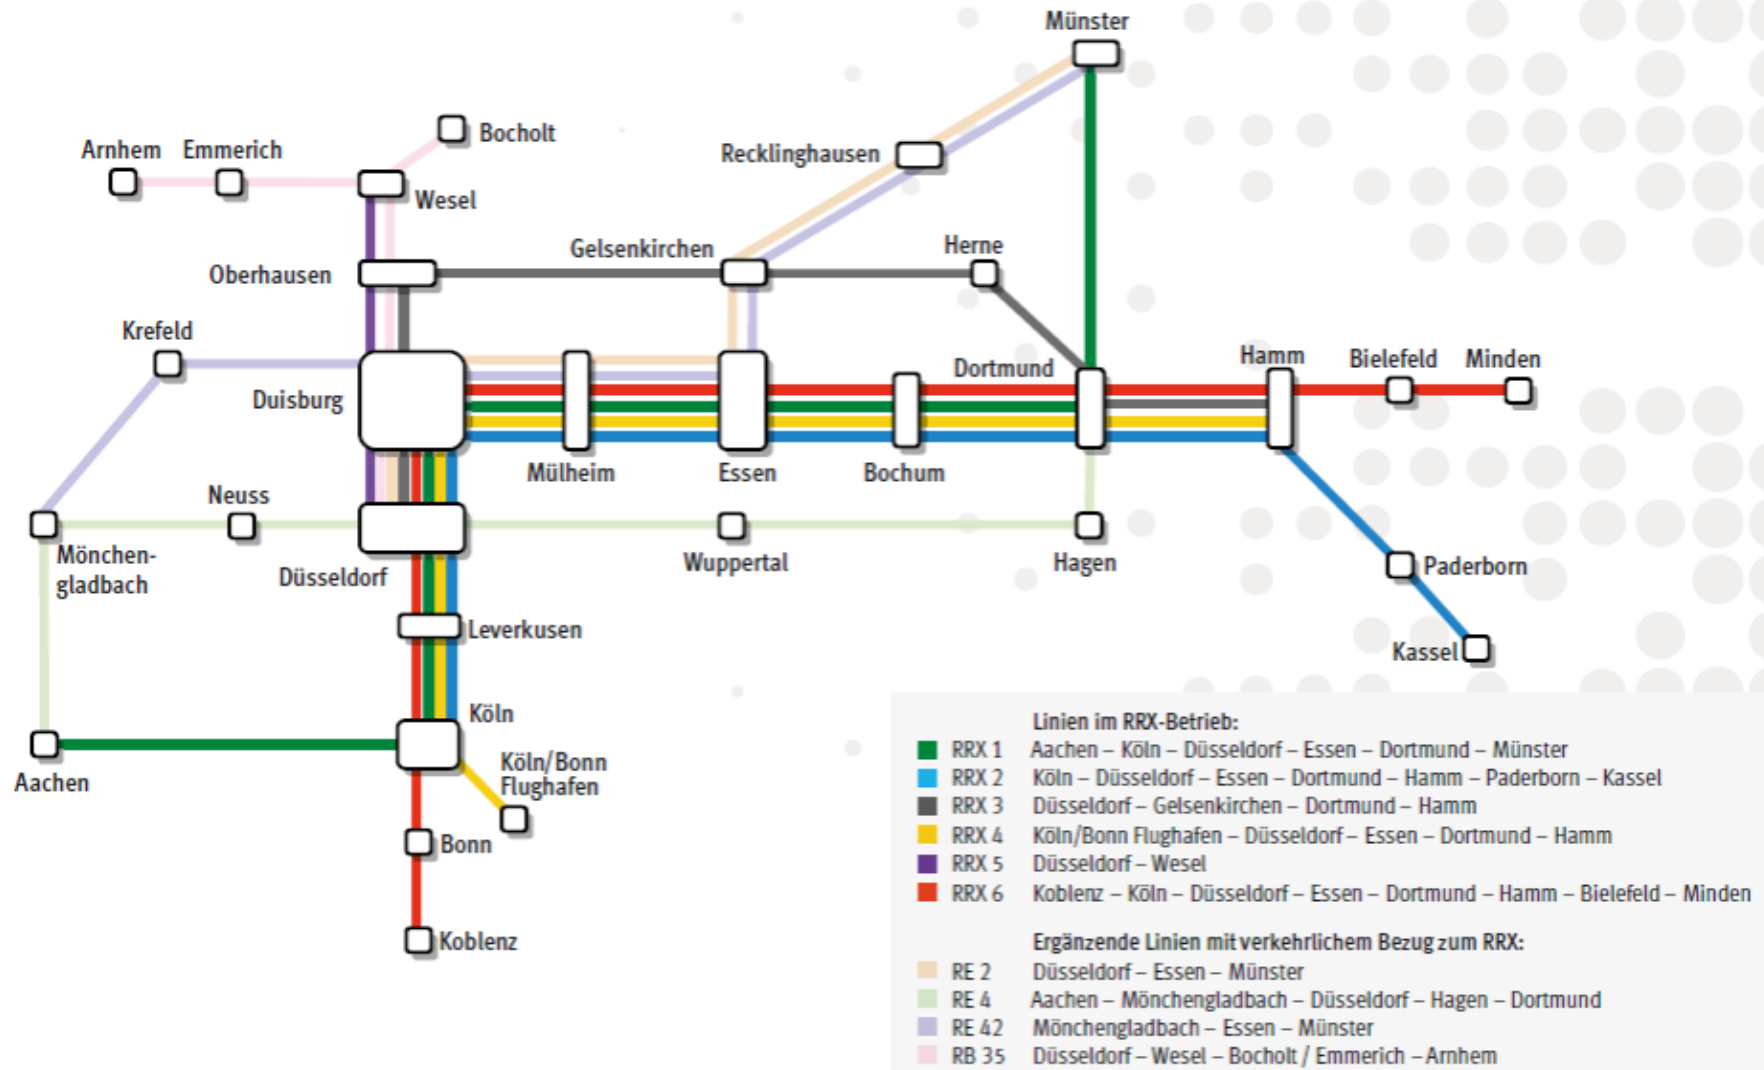 Münster
Bocholt
Arnhem
Emmerich
Recklinghausen
Wesel
Gelsenkirchen
Herne
Oberhausen
Krefeld
Hamm
Bielefeld
Minden
Dortmund
Duisburg
Mülheim
Essen
Bochum
Neuss
Mönchen-
gladbach
Düsseldorf
Wuppertal
Hagen
Paderborn
Leverkusen
Kassel
Köln
Köln/Bonn
Flughafen
Aachen
Bonn
Koblenz
Linien im RRX-Betrieb:
RRX 1 Aachen – Köln – Düsseldorf – Essen – Dortmund – Münster
RRX 2 Köln – Düsseldorf – Essen – Dortmund – Hamm – Paderborn – Kassel
RRX 3 Düsseldorf – Gelsenkirchen – Dortmund – Hamm
RRX 4 Köln/Bonn Flughafen – Düsseldorf – Essen – Dortmund – Hamm
RRX 5 Düsseldorf – Wesel
RRX 6 Koblenz – Köln – Düsseldorf – Essen – Dortmund – Hamm – Bielefeld – Minden
Ergänzende Linien mit verkehrlichem Bezug zum RRX:
RE 2 Düsseldorf – Essen – Münster
RE 4 Aachen – Mönchengladbach – Düsseldorf – Hagen – Dortmund
RE 42 Mönchengladbach – Essen – Münster
RB 35 Düsseldorf – Wesel – Bocholt / Emmerich – Arnhem